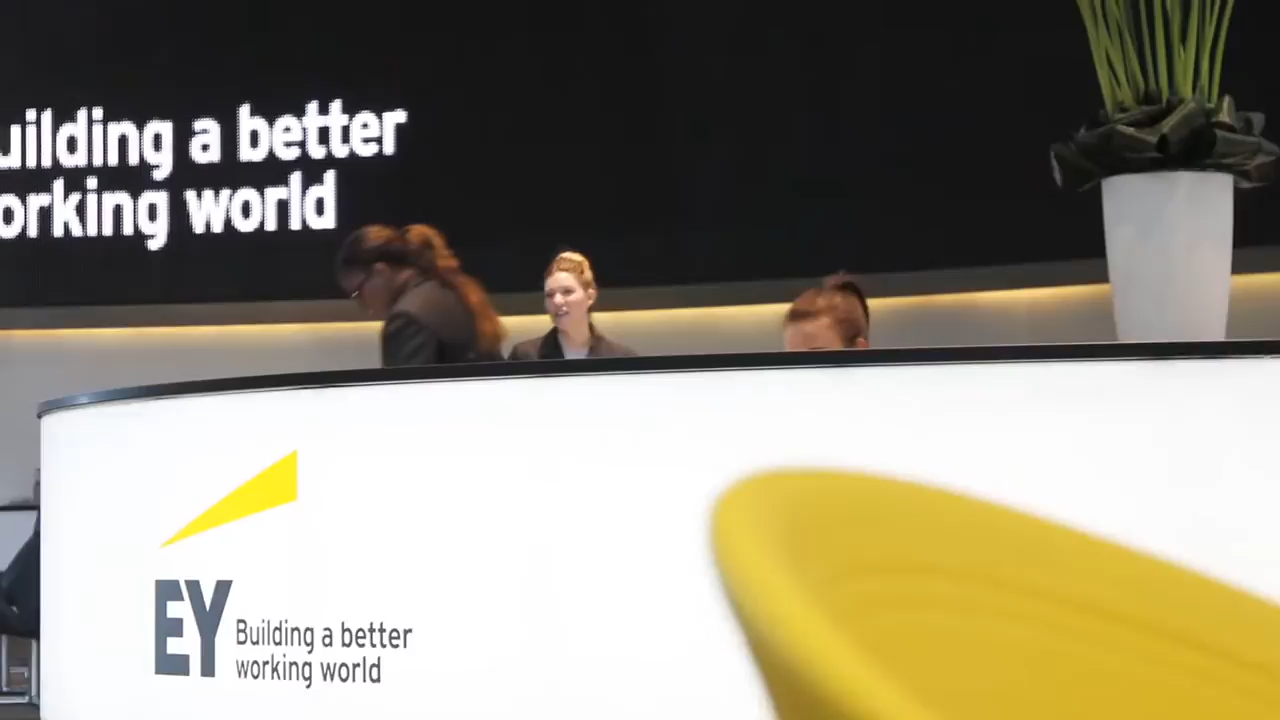 uilding a better
orking world
EY
Building a better
working world